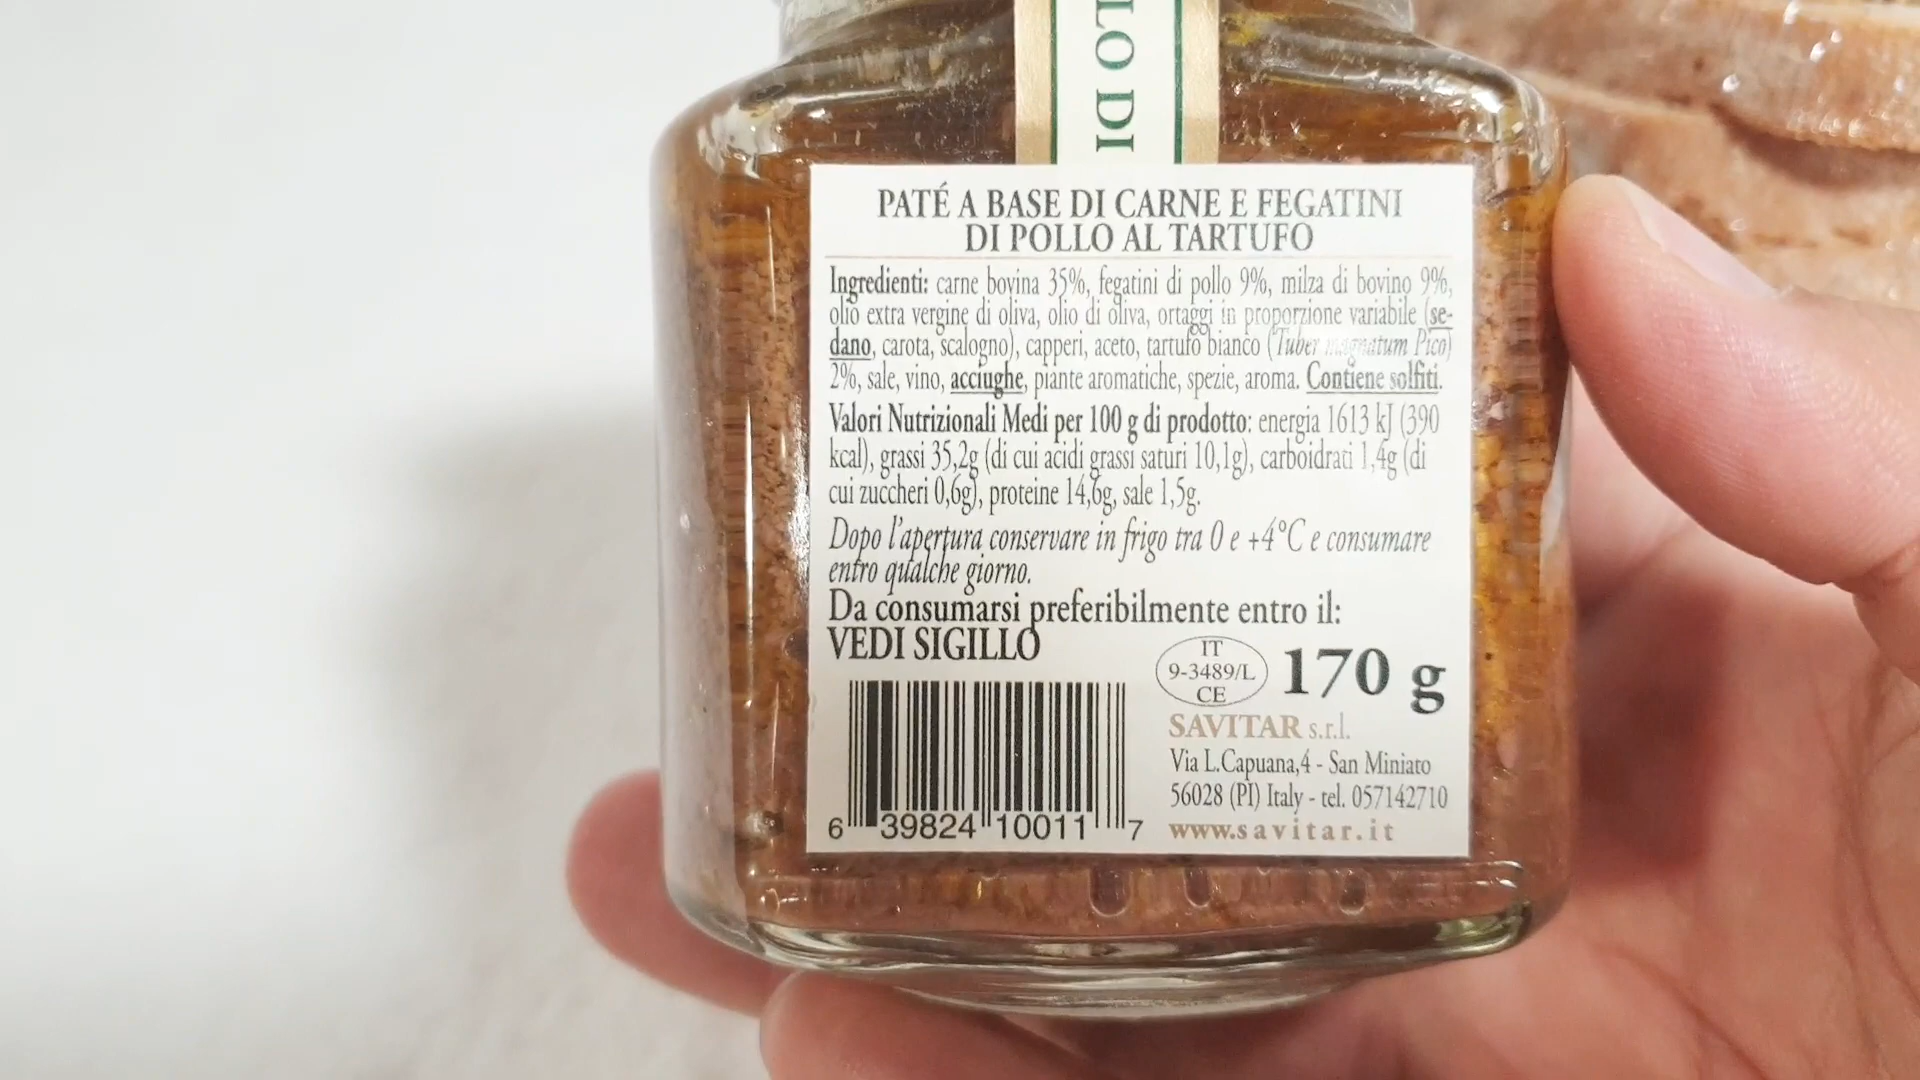 LO DI
PATÉ A BASE DI CARNE E FEGATINI
DI POLLO AL TARTUFO
Ingredienti: carne bovina 35%, fegatini di pollo 9%, milza di bovino 9%,
olio extra vergine di oliva, olio di oliva, ortaggi in proporzione variabile (se-
dano, carota, scalogno), capperi, aceto, tartufo bianco (Tuber magnatum Pico)
2%, sale, vino, acciughe, piante aromatiche, spezie, aroma. Contiene solfiti.
Valori Nutrizionali Medi per 100 g di prodotto: energia 1613 kJ (390
kcal), grassi 35,2g (di cui acidi grassi saturi 10,1g), carboidrati 1,4g (di
cui zuccheri 0,6g), proteine 14,6g, sale 1,5g.
Dopo l'apertura conservare in frigo tra 0 e +4°C e consumare
entro qualche giorno.
Da consumarsi preferibilmente entro il:
VEDI SIGILLO
IT
9-3489/L
CE
170 g
SAVITAR s.r.l.
Via L.Capuana,4 - San Miniato
56028 (PI) Italy - tel. 057142710
www.savitar.it
6 39824 10011 7